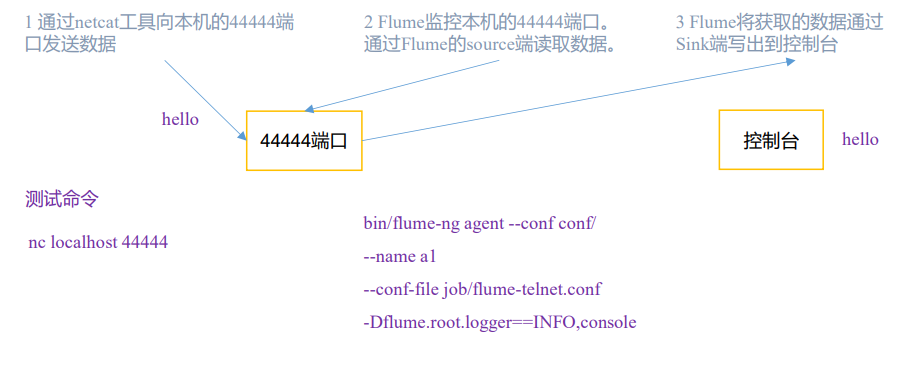 1 通过netcat工具向本机的44444端
口发送数据
2 Flume监控本机的44444端口。
通过Flume的source端读取数据。
3 Flume将获取的数据通过
Sink端写出到控制台
hello
44444端口
控制台
hello
测试命令
nc localhost 44444
bin/flume-ng agent --conf conf/
--name a1
--conf-file job/flume-telnet.conf
-Dflume.root.logger==INFO,console